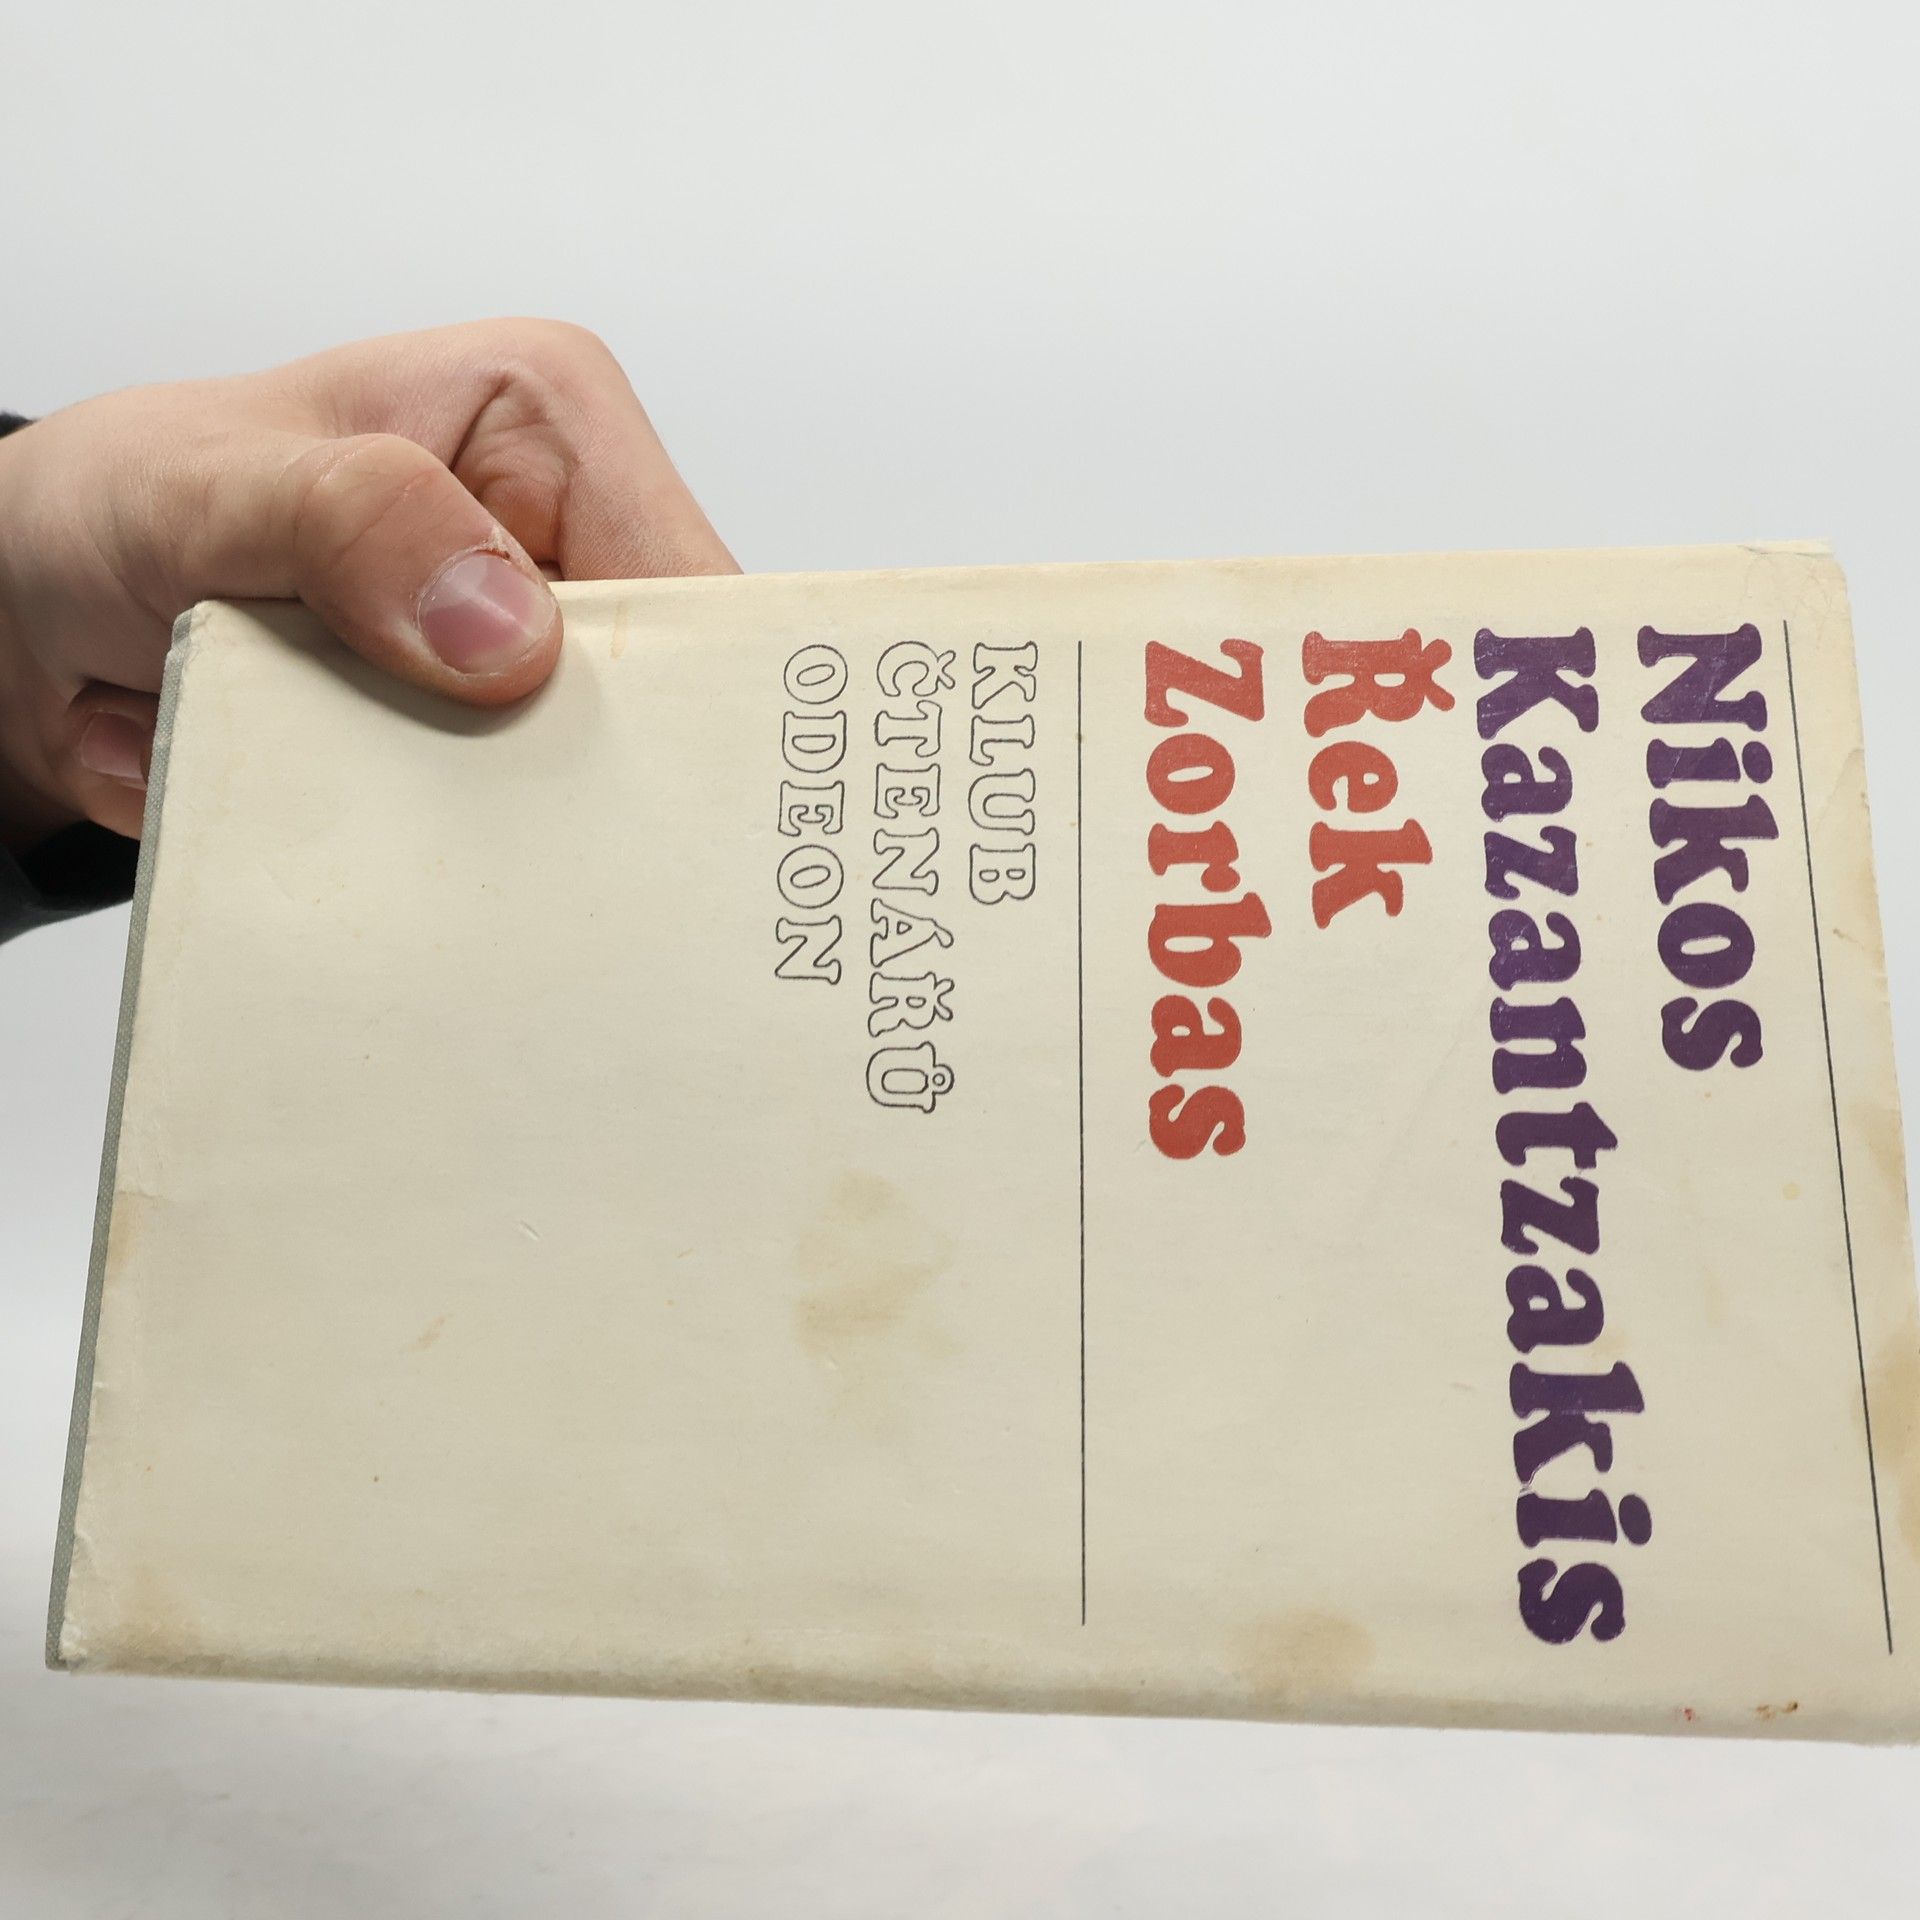 Nikos
Kazantzakis
Řek
Zorbas
KLUB
ČTENÁŘŮ
ODEON